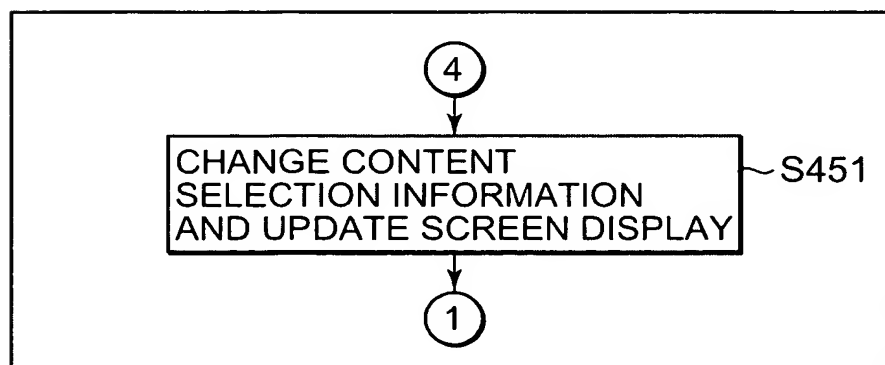 4
CHANGE CONTENT
SELECTION INFORMATION
AND UPDATE SCREEN DISPLAY
S451
1